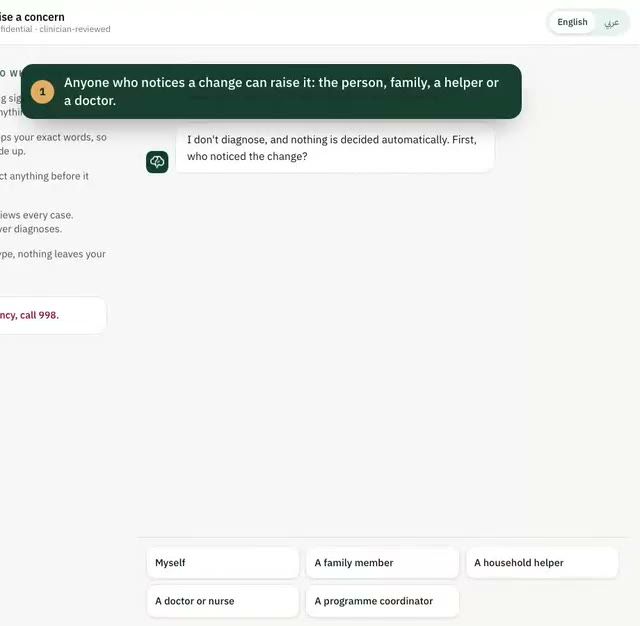 ise a concern
fidential · clinician-reviewed
English
عربي
1
Anyone who notices a change can raise it: the person, family, a helper or
a doctor.
I don't diagnose, and nothing is decided automatically. First,
who noticed the change?
ps your exact words, so
de up.
ct anything before it
iews every case.
ver diagnoses.
ype, nothing leaves your
ncy, call 998.
Myself
A family member
A household helper
A doctor or nurse
A programme coordinator